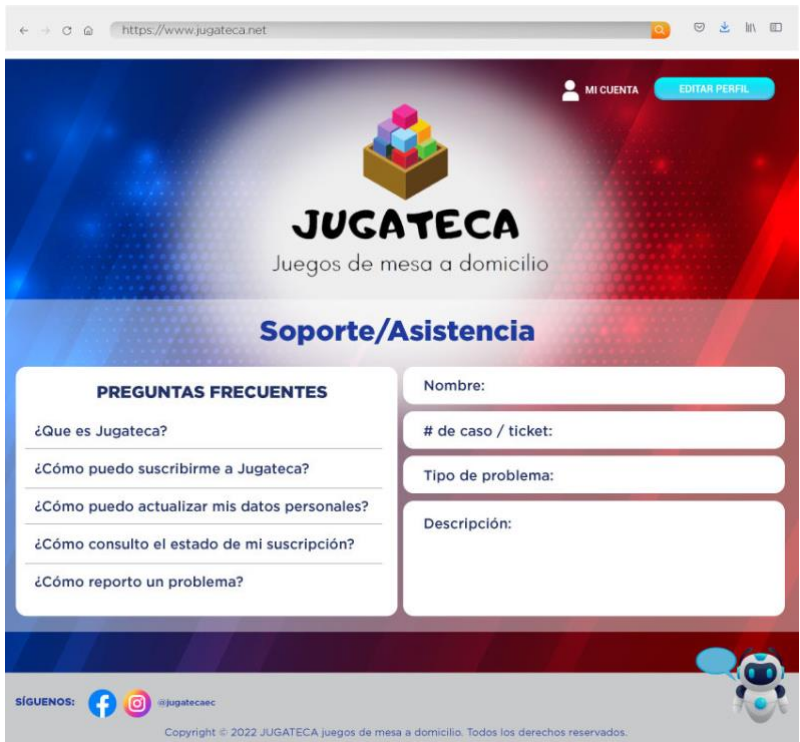 https://www.jugateca.net
MI CUENTA
EDITAR PERFIL
JUGATECA
Juegos de mesa a domicilio
Soporte/Asistencia
PREGUNTAS FRECUENTES
¿Que es Jugateca?
¿Cómo puedo suscribirme a Jugateca?
¿Cómo puedo actualizar mis datos personales?
¿Cómo consulto el estado de mi suscripción?
¿Cómo reporto un problema?
Nombre:
# de caso / ticket:
Tipo de problema:
Descripción:
SÍGUENOS:
@jugatecaec
Copyright © 2022 JUGATECA juegos de mesa a domicilio. Todos los derechos reservados.